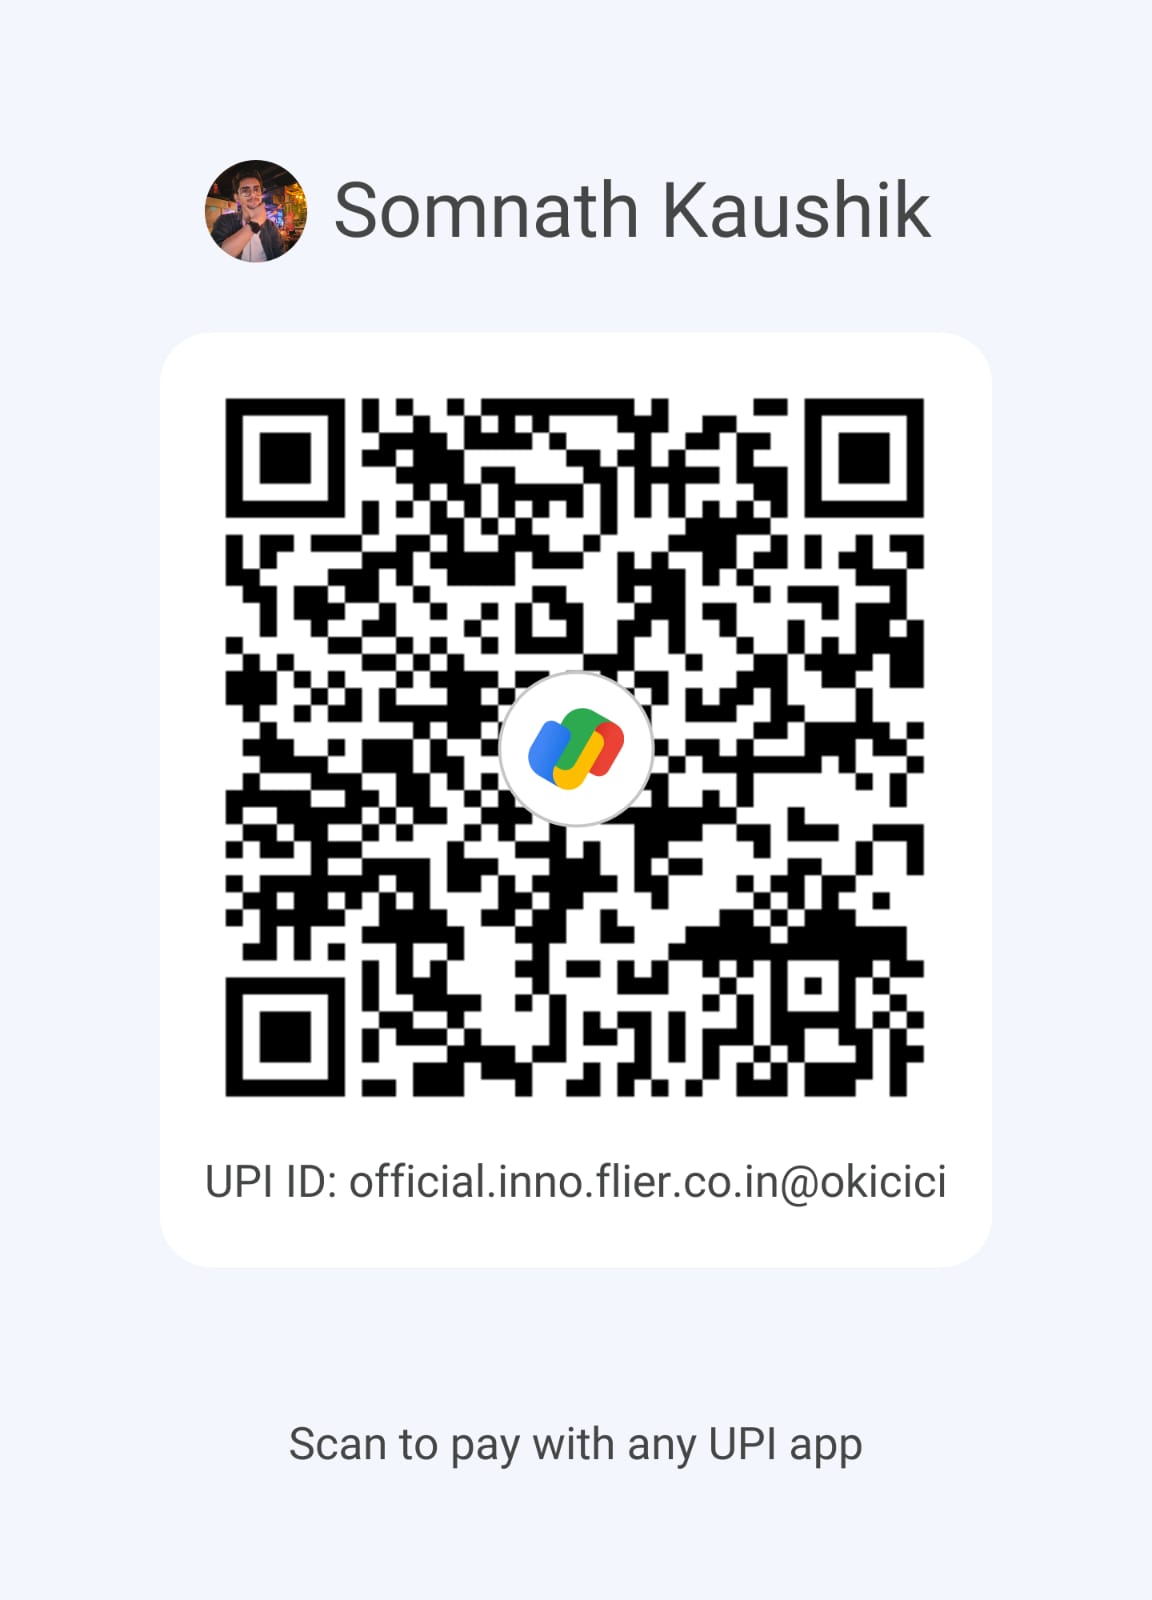 Somnath Kaushik
UPI ID: official.inno.flier.co.in@okicici
Scan to pay with any UPI app